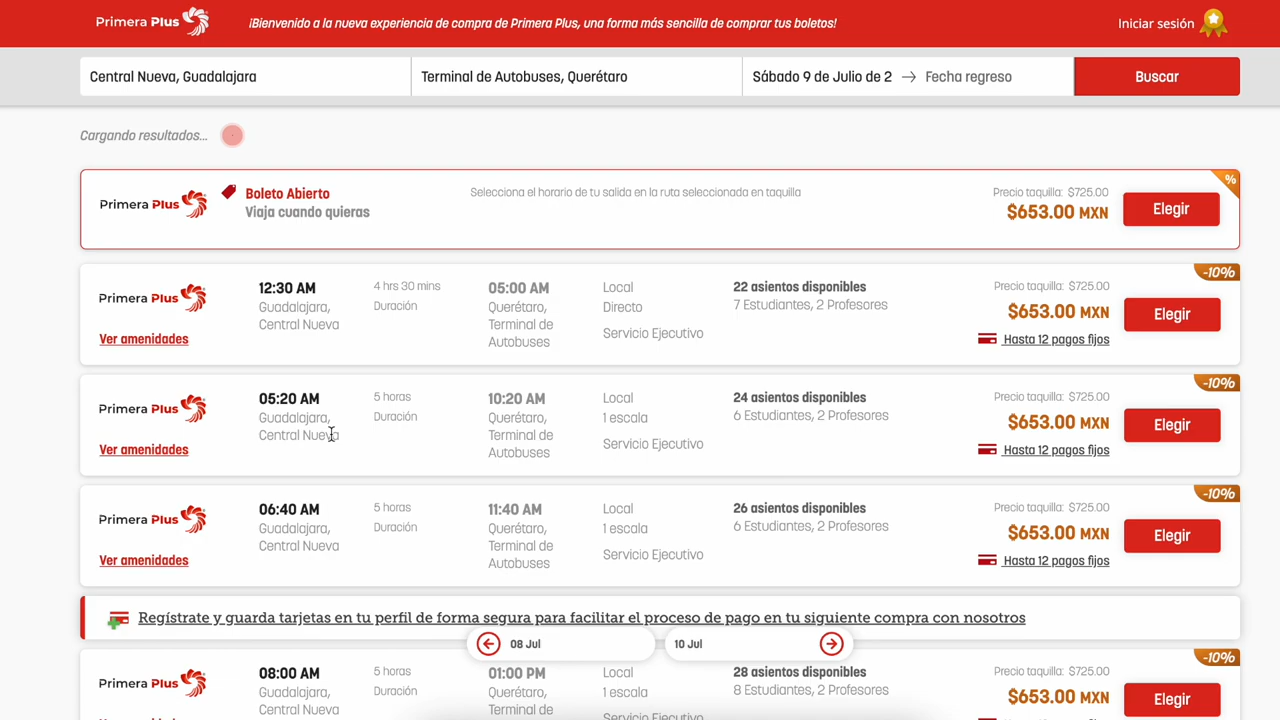 Primera Plus
¡Bienvenido a la nueva experiencia de compra de Primera Plus, una forma más sencilla de comprar tus boletos!
Iniciar sesión
Central Nueva, Guadalajara
Terminal de Autobuses, Querétaro
Sábado 9 de Julio de 2
Fecha regreso
Buscar
Cargando resultados...
Primera Plus
Boleto Abierto
Viaja cuando quieras
Selecciona el horario de tu salida en la ruta seleccionada en taquilla
Precio taquilla: $725.00
$653.00 MXN
Elegir
%
Primera Plus
Ver amenidades
12:30 AM
Guadalajara,
Central Nueva
4 hrs 30 mins
Duración
05:00 AM
Querétaro,
Terminal de
Autobuses
Local
Directo
Servicio Ejecutivo
22 asientos disponibles
7 Estudiantes, 2 Profesores
-10%
Precio taquilla: $725.00
$653.00 MXN
Hasta 12 pagos fijos
Elegir
Primera Plus
Ver amenidades
05:20 AM
Guadalajara,
Central Nueva
5 horas
Duración
10:20 AM
Querétaro,
Terminal de
Autobuses
Local
1 escala
Servicio Ejecutivo
24 asientos disponibles
6 Estudiantes, 2 Profesores
-10%
Precio taquilla: $725.00
$653.00 MXN
Hasta 12 pagos fijos
Elegir
Primera Plus
Ver amenidades
06:40 AM
Guadalajara,
Central Nueva
5 horas
Duración
11:40 AM
Querétaro,
Terminal de
Autobuses
Local
1 escala
Servicio Ejecutivo
26 asientos disponibles
6 Estudiantes, 2 Profesores
-10%
Precio taquilla: $725.00
$653.00 MXN
Hasta 12 pagos fijos
Elegir
Regístrate y guarda tarjetas en tu perfil de forma segura para facilitar el proceso de pago en tu siguiente compra con nosotros
08 Jul
10 Jul
Primera Plus
08:00 AM
Guadalajara,
Central Nueva
5 horas
Duración
01:00 PM
Querétaro,
Terminal de
Local
1 escala
Servicio Ejecutivo
28 asientos disponibles
8 Estudiantes, 2 Profesores
-10%
Precio taquilla: $725.00
$653.00 MXN
Elegir